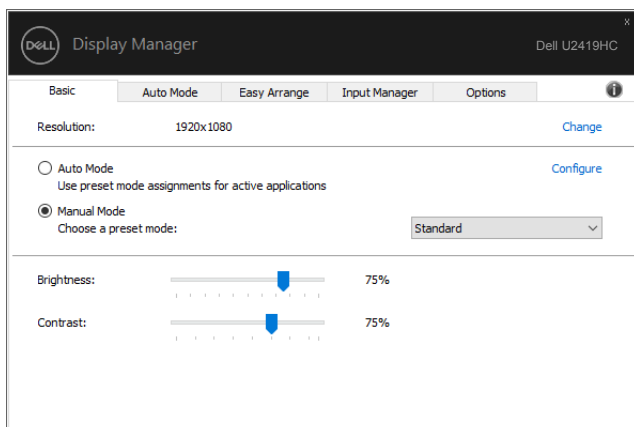 x
DELL Display Manager Dell U2419HC
Basic Auto Mode Easy Arrange Input Manager Options i
Resolution: 1920x1080 Change
Auto Mode Configure
Use preset mode assignments for active applications
Manual Mode
Choose a preset mode: Standard
Brightness: 75%
Contrast: 75%